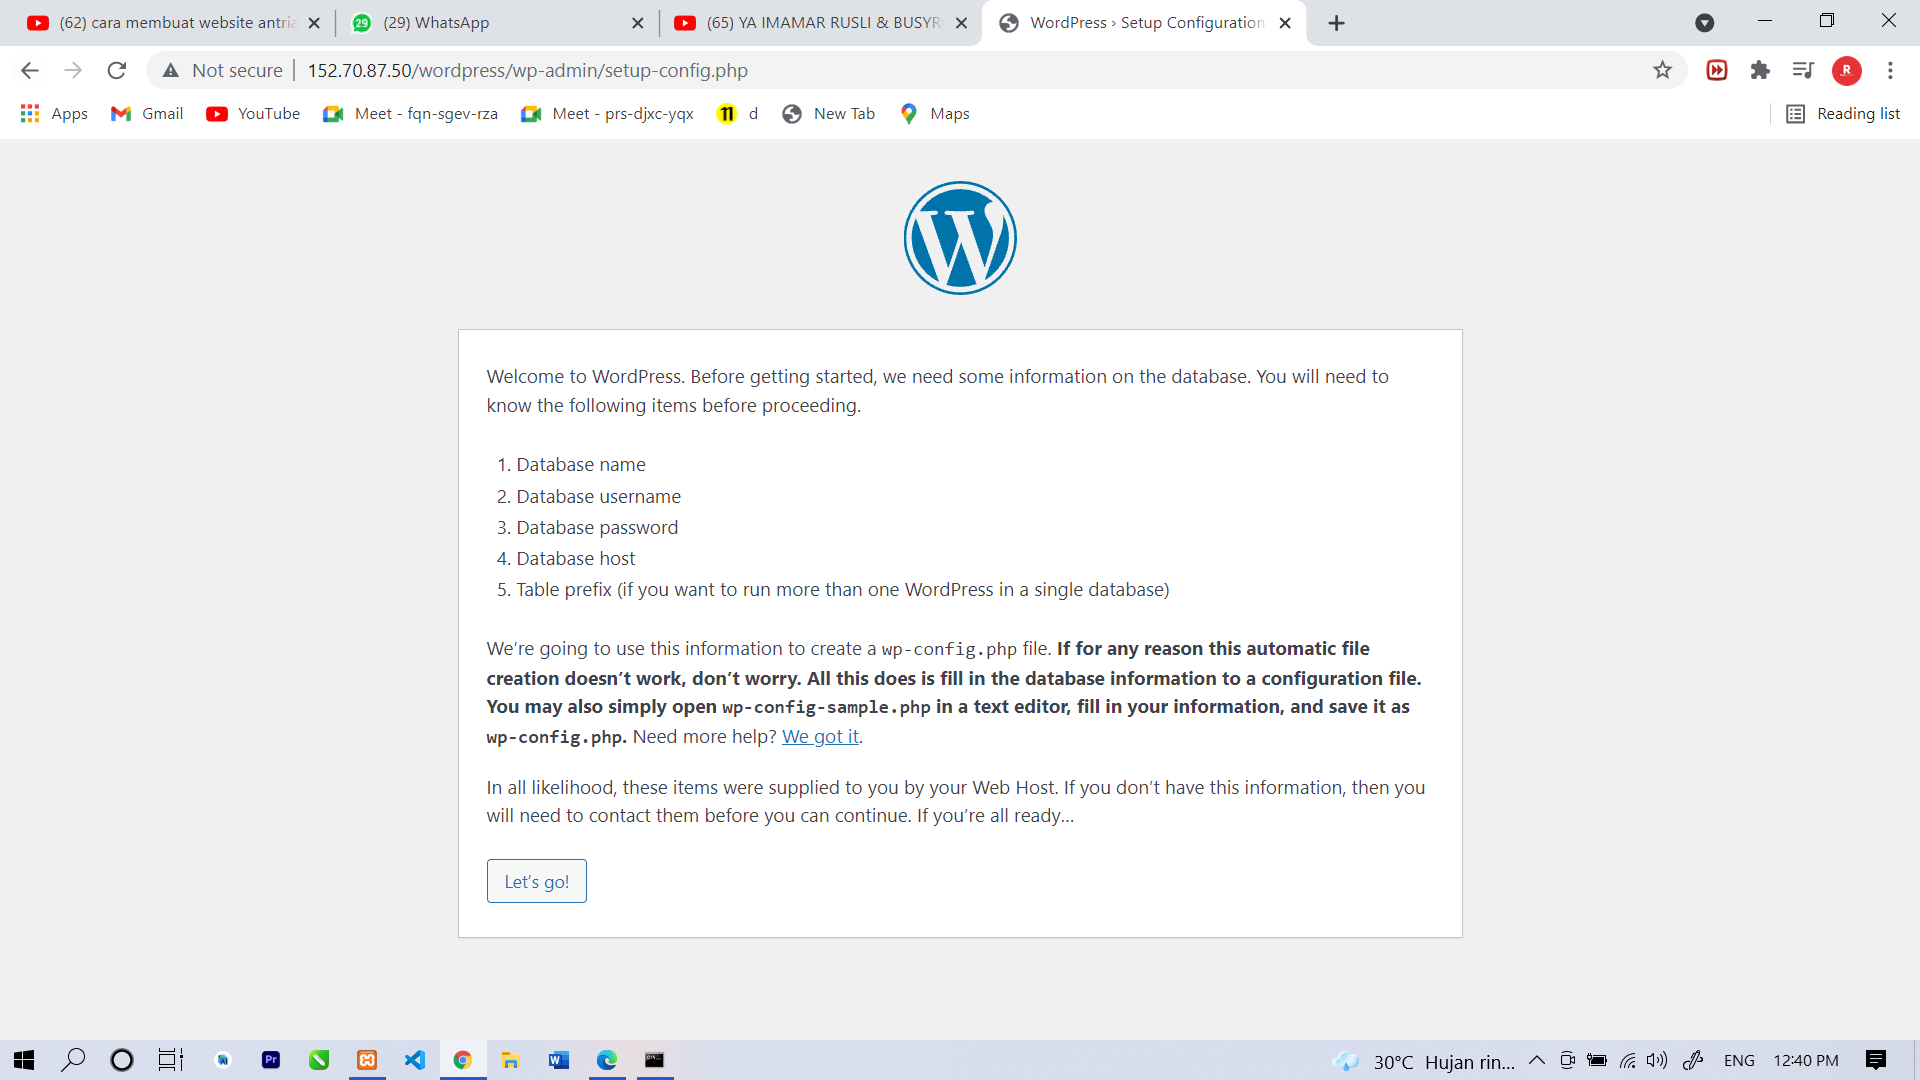 (62) cara membuat website antria
(29) WhatsApp
(65) YA IMAMAR RUSLI & BUSYR
WordPress › Setup Configuration
Not secure
152.70.87.50/wordpress/wp-admin/setup-config.php
R
Apps
Gmail
YouTube
Meet - fqn-sgev-rza
Meet - prs-djxc-yqx
d
New Tab
Maps
Reading list
Welcome to WordPress. Before getting started, we need some information on the database. You will need to
know the following items before proceeding.
1. Database name
2. Database username
3. Database password
4. Database host
5. Table prefix (if you want to run more than one WordPress in a single database)
We’re going to use this information to create a wp-config.php file. If for any reason this automatic file
creation doesn’t work, don’t worry. All this does is fill in the database information to a configuration file.
You may also simply open wp-config-sample.php in a text editor, fill in your information, and save it as
wp-config.php. Need more help? We got it.
In all likelihood, these items were supplied to you by your Web Host. If you don’t have this information, then you
will need to contact them before you can continue. If you’re all ready…
Let’s go!
30°C Hujan rin...
ENG
12:40 PM